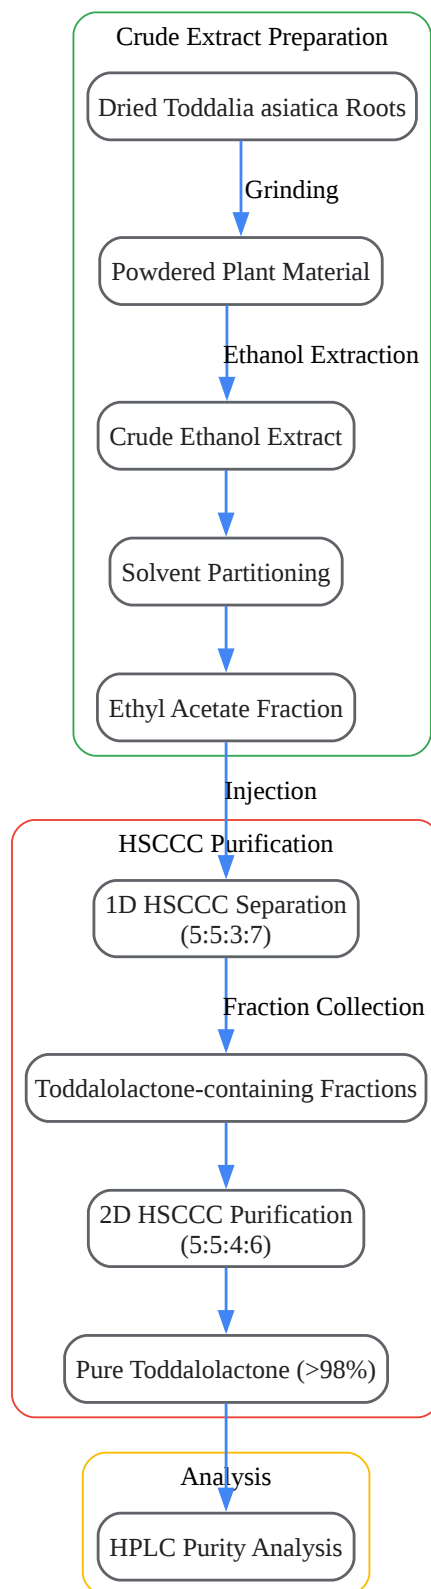 Crude Extract Preparation
Dried Toddalia asiatica Roots
Grinding
Powdered Plant Material
Ethanol Extraction
Crude Ethanol Extract
Solvent Partitioning
Ethyl Acetate Fraction
Injection
HSCCC Purification
1D HSCCC Separation
(5:5:3:7)
Fraction Collection
Toddalolactone-containing Fractions
2D HSCCC Purification
(5:5:4:6)
Pure Toddalolactone (>98%)
Analysis
HPLC Purity Analysis